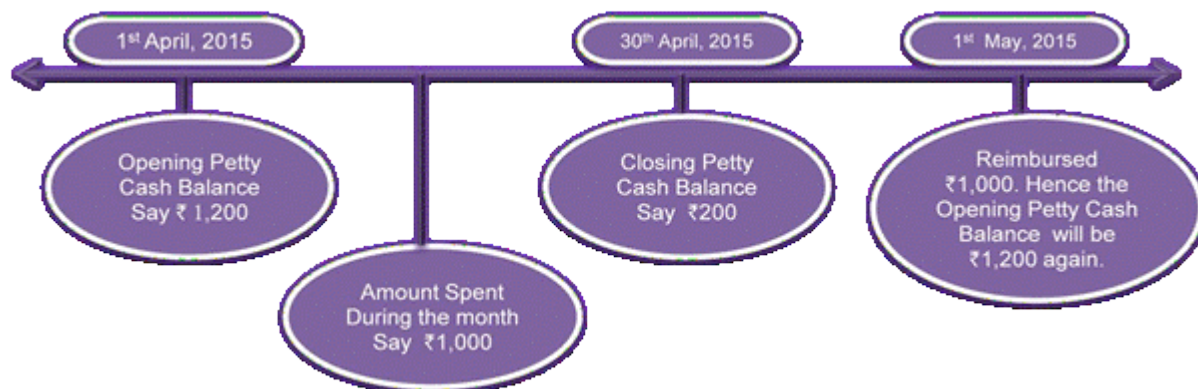 1st April, 2015
30th April, 2015
1st May, 2015
Opening Petty
Cash Balance
Say ₹ 1,200
Amount Spent
During the month
Say ₹1,000
Closing Petty
Cash Balance
Say ₹200
Reimbursed
₹1,000. Hence the
Opening Petty Cash
Balance will be
₹1,200 again.